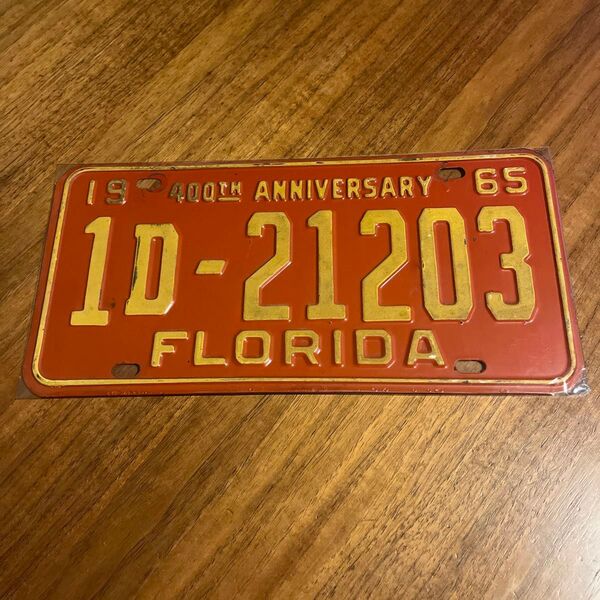 19 400TH ANNIVERSARY 65
1D-21203
FLORIDA